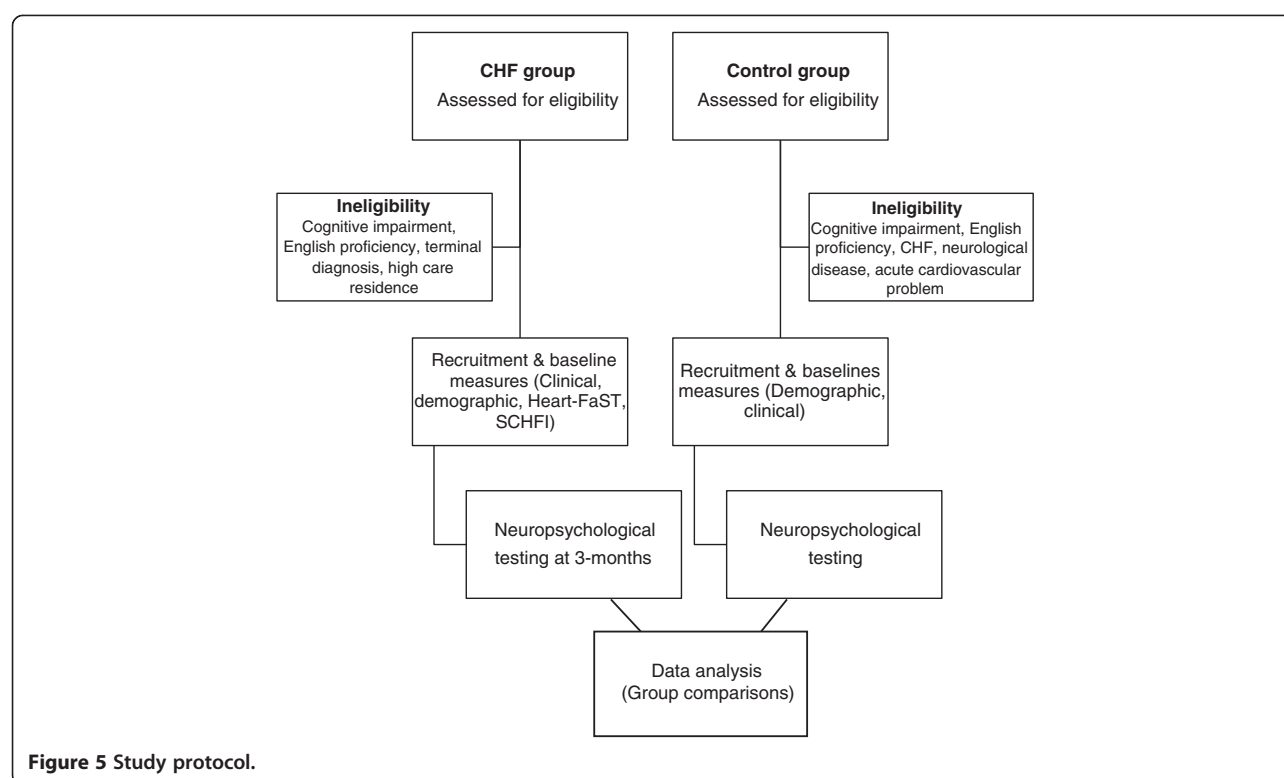 CHF group
Assessed for eligibility
Control group
Assessed for eligibility
Ineligibility
Cognitive impairment,
English proficiency, terminal
diagnosis, high care
residence
Ineligibility
Cognitive impairment, English
proficiency, CHF, neurological
disease, acute cardiovascular
problem
Recruitment & baseline
measures (Clinical,
demographic, Heart-FaST,
SCHFI)
Recruitment & baselines
measures (Demographic,
clinical)
Neuropsychological
testing at 3-months
Neuropsychological
testing
Data analysis
(Group comparisons)
Figure 5 Study protocol.